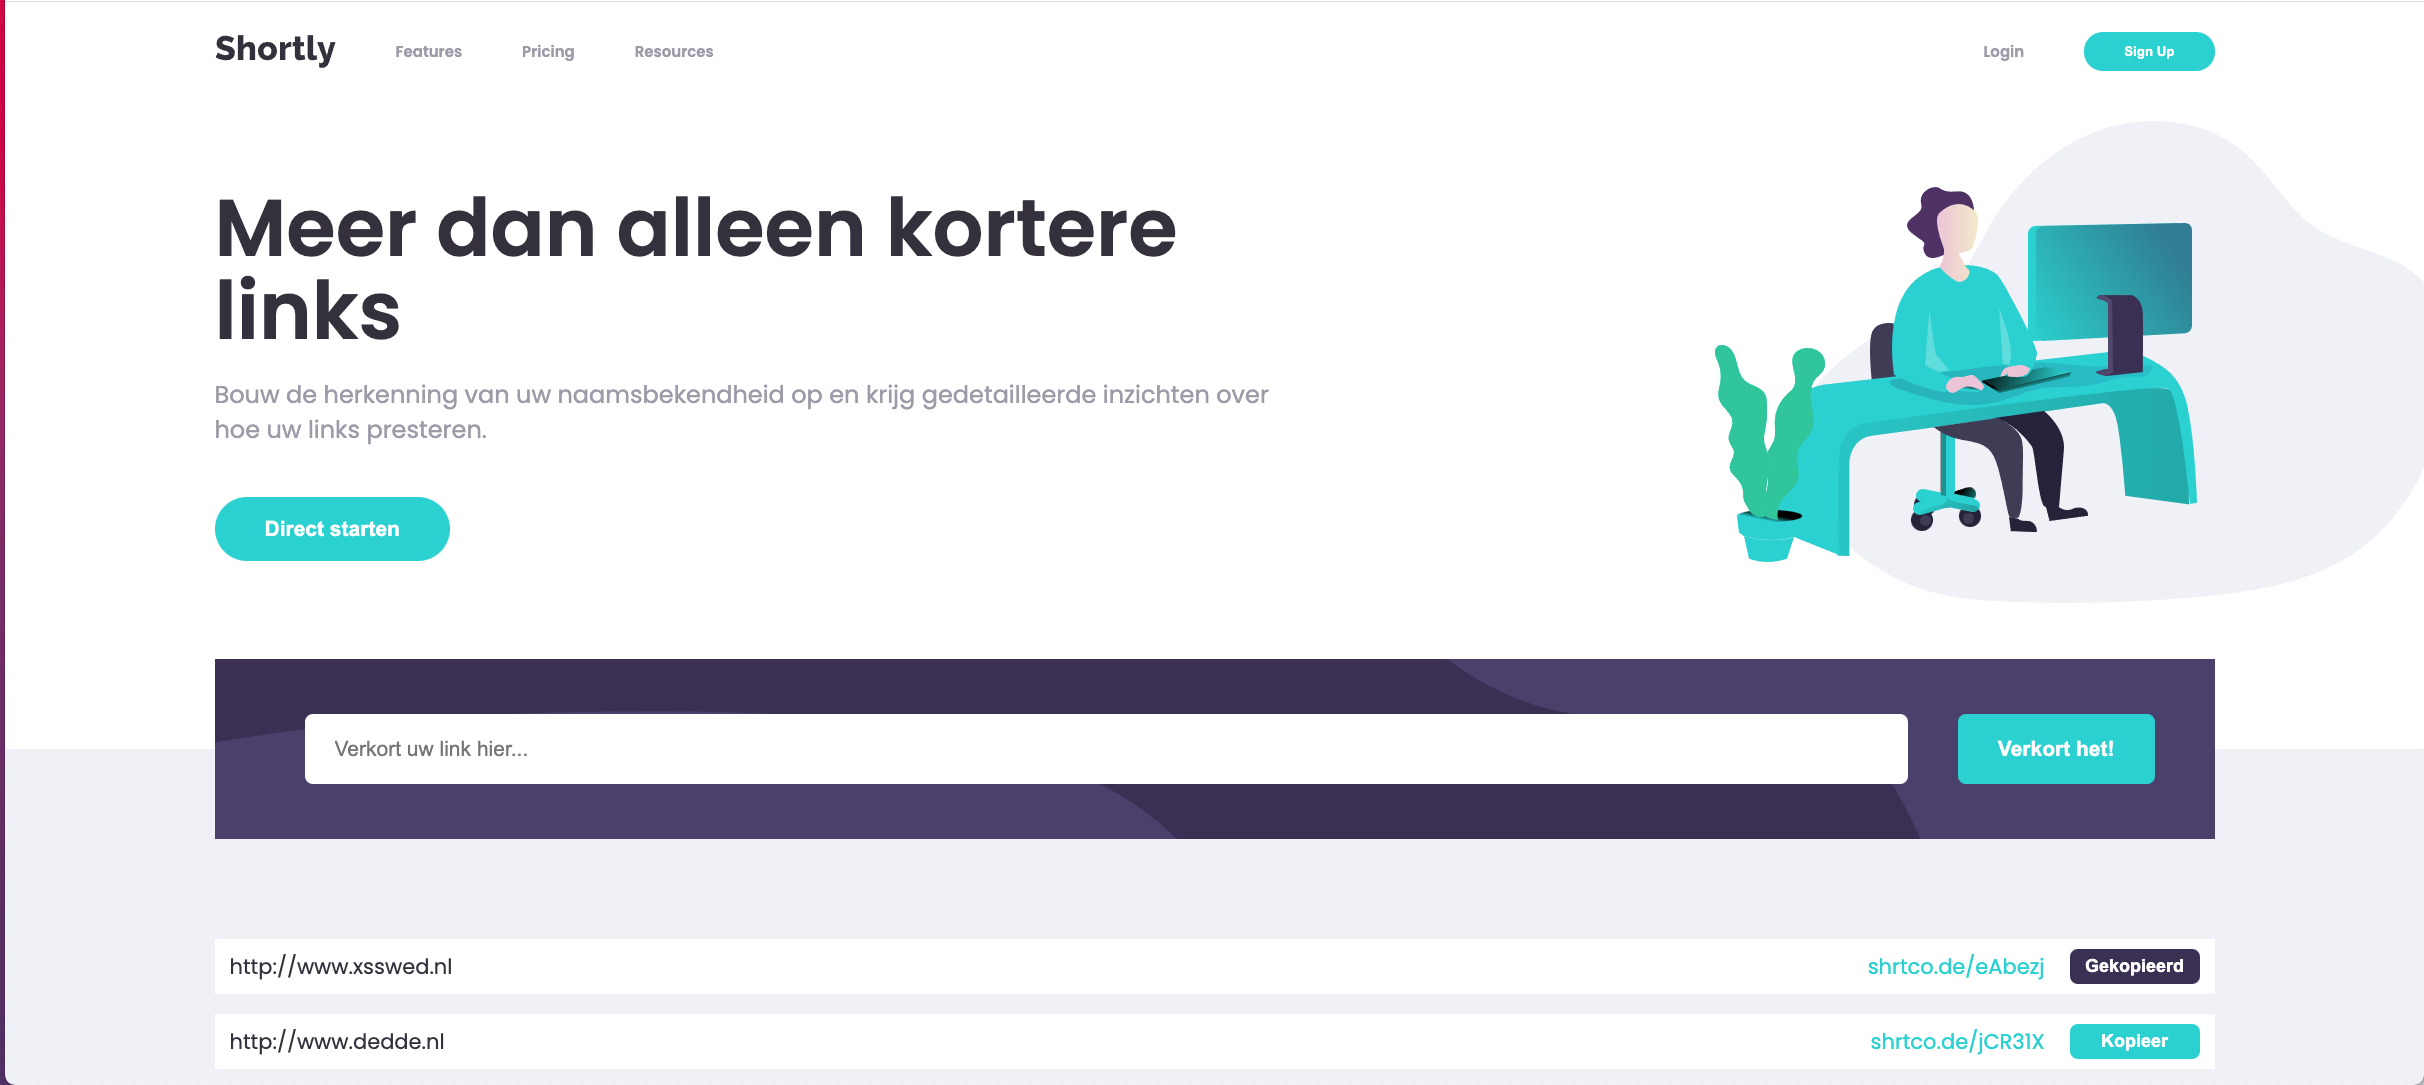 Shortly Features Pricing Resources Login Sign Up
Meer dan alleen kortere
links
Bouw de herkenning van uw naamsbekendheid op en krijg gedetailleerde inzichten over
hoe uw links presteren.
Direct starten
Verkort uw link hier... Verkort het!
http://www.xsswed.nl shrtco.de/eAbezj Gekopieerd
http://www.dedde.nl shrtco.de/jCR31X Kopieer